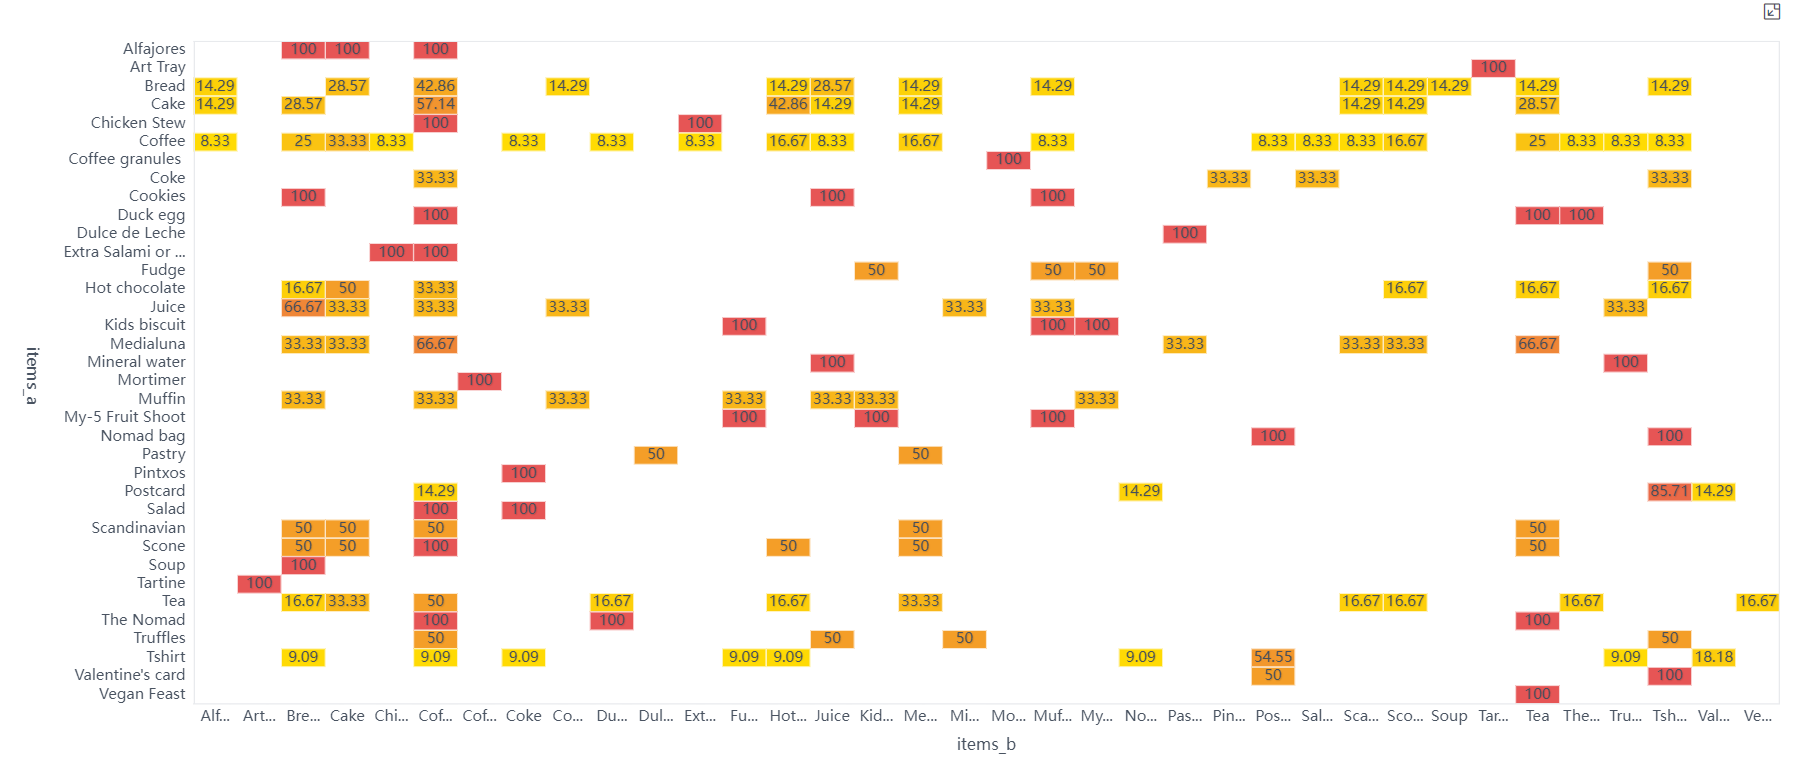 Alfajores 100 100 100
Art Tray 100
Bread 14.29 28.57 42.86 14.29 14.29 28.57 14.29 14.29 14.29 14.29 14.29 14.29 14.29
Cake 14.29 28.57 57.14 42.86 14.29 14.29 14.29 14.29 28.57
Chicken Stew 100 100
Coffee 8.33 25 33.33 8.33 8.33 8.33 8.33 16.67 8.33 16.67 8.33 8.33 8.33 8.33 16.67 25 8.33 8.33 8.33
Coffee granules 100
Coke 33.33 33.33 33.33 33.33
Cookies 100 100 100
Duck egg 100 100 100
Dulce de Leche 100
Extra Salami or ... 100 100
Fudge 50 50 50 50
Hot chocolate 16.67 50 33.33 16.67 16.67 16.67
Juice 66.67 33.33 33.33 33.33 33.33 33.33 33.33
Kids biscuit 100 100 100
Medialuna 33.33 33.33 66.67 33.33 33.33 33.33 66.67
Mineral water 100 100
Mortimer 100
Muffin 33.33 33.33 33.33 33.33 33.33 33.33 33.33
My-5 Fruit Shoot 100 100 100
Nomad bag 100 100
Pastry 50 50
Pintxos 100
Postcard 14.29 14.29 85.71 14.29
Salad 100 100
Scandinavian 50 50 50 50 50
Scone 50 50 100 50 50 50
Soup 100
Tartine 100
Tea 16.67 33.33 50 16.67 16.67 33.33 16.67 16.67 16.67 16.67
The Nomad 100 100 100
Truffles 50 50 50 50
Tshirt 9.09 9.09 9.09 9.09 9.09 9.09 54.55 9.09 18.18
Valentine's card 50 100
Vegan Feast 100
Alf... Art... Bre... Cake Chi... Cof... Cof... Coke Co... Du... Dul... Ext... Fu... Hot... Juice Kid... Me... Mi... Mo... Muf... My... No... Pas... Pin... Pos... Sal... Sca... Sco... Soup Tar... Tea The... Tru... Tsh... Val... Ve...
items_b
items_a